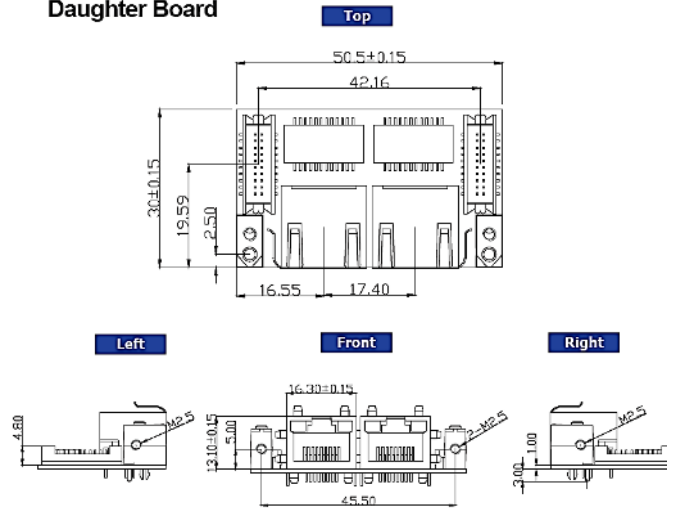 Daughter Board
Top
50.5±0.15
42.16
30±0.15
19.59
2.50
16.55
17.40
Left
Front
Right
4.80
M2.5
16.30±0.15
13.10±0.15
5.00
2-M2.5
45.50
M2.5
1.00
3.00